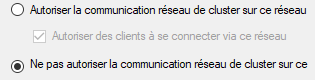 Autoriser la communication réseau de cluster sur ce réseau
Autoriser des clients à se connecter via ce réseau
Ne pas autoriser la communication réseau de cluster sur ce